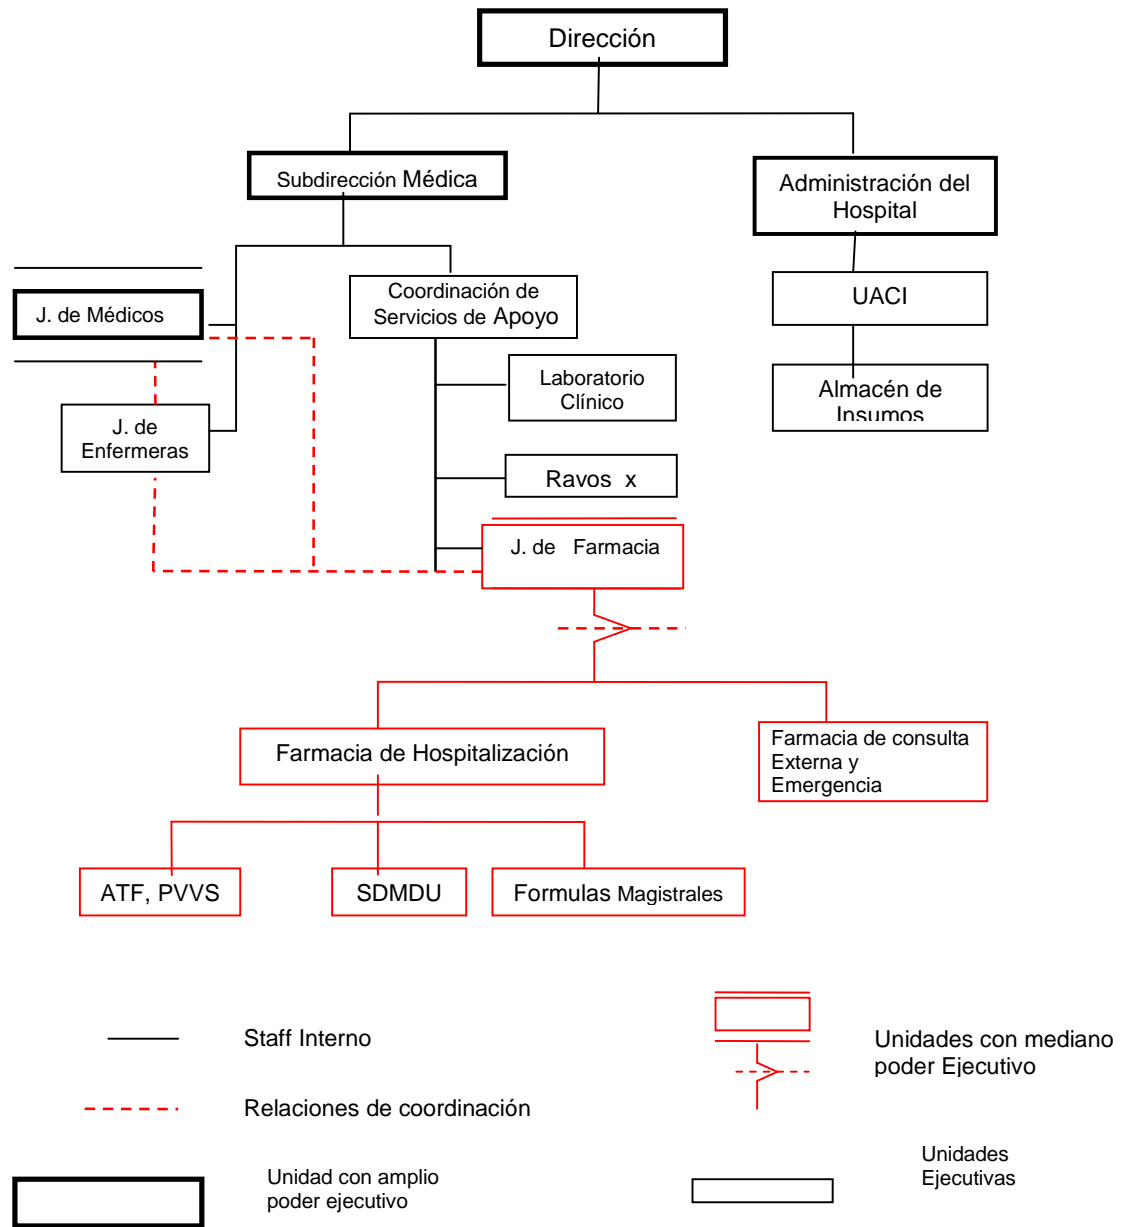 Dirección
Subdirección Médica
Administración del
Hospital
J. de Médicos
Coordinación de
Servicios de Apoyo
UACI
Laboratorio
Clínico
Almacén de
Insumos
J. de
Enfermeras
Ravos x
J. de Farmacia
Farmacia de Hospitalización
Farmacia de consulta
Externa y
Emergencia
ATF, PVVS
SDMDU
Formulas Magistrales
Staff Interno
Unidades con mediano
poder Ejecutivo
Relaciones de coordinación
Unidad con amplio
poder ejecutivo
Unidades
Ejecutivas